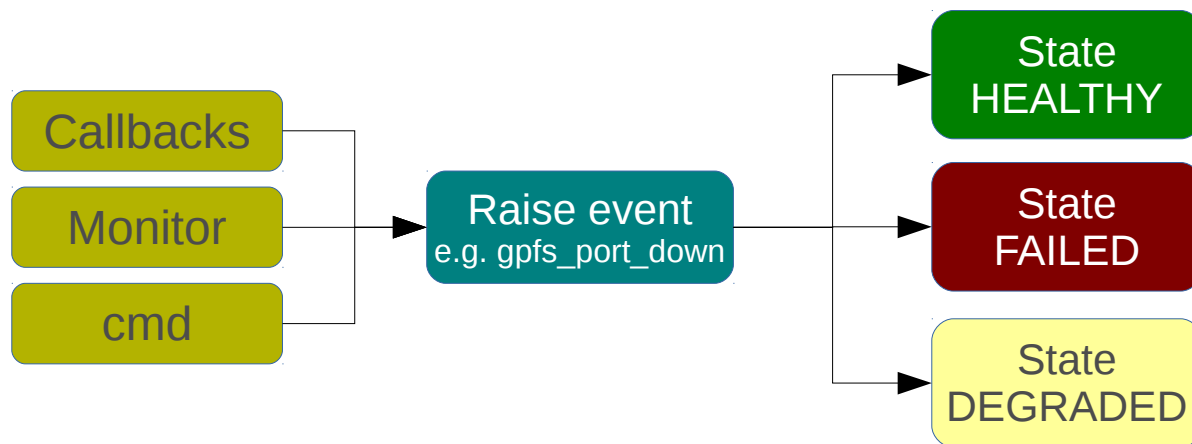 Callbacks
Monitor
cmd
Raise event
e.g. gpfs_port_down
State
HEALTHY
State
FAILED
State
DEGRADED